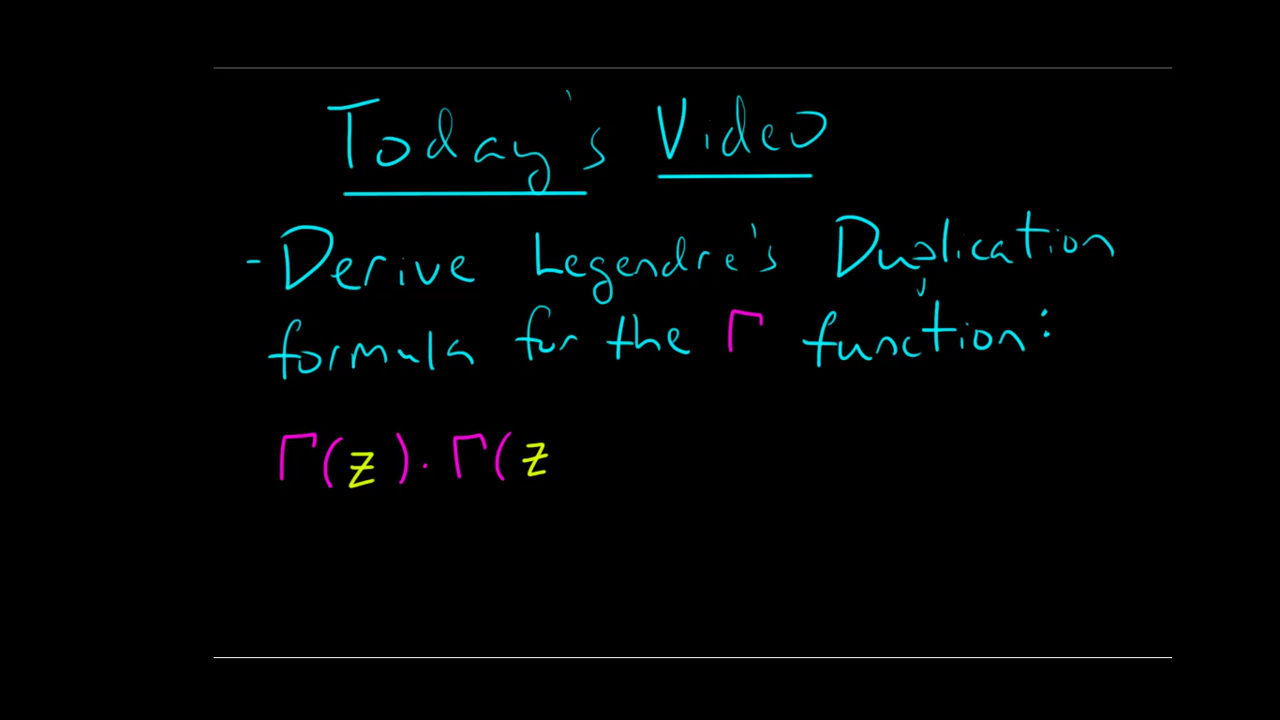 Today's Video
- Derive Legendre's Duplication
formula for the Γ function:
Γ(z) · Γ(z